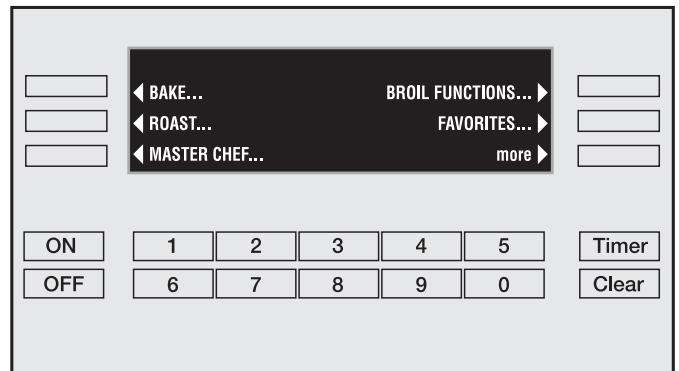 BAKE... BROIL FUNCTIONS...
ROAST... FAVORITES...
MASTER CHEF... more
ON 1 2 3 4 5 Timer
OFF 6 7 8 9 0 Clear